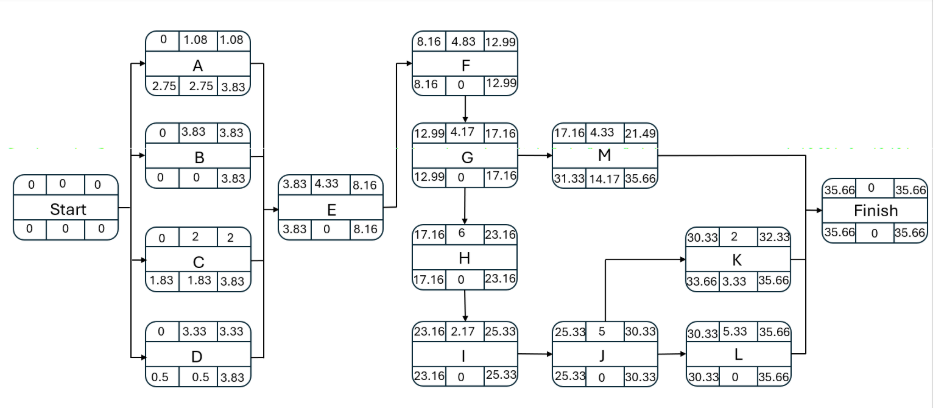 0 1.08 1.08
A
2.75 2.75 3.83
0 3.83 3.83
B
0 0 3.83
0 0 0
Start
0 0 0
0 2 2
C
1.83 1.83 3.83
0 3.33 3.33
D
0.5 0.5 3.83
3.83 4.33 8.16
E
3.83 0 8.16
8.16 4.83 12.99
F
8.16 0 12.99
12.99 4.17 17.16
G
12.99 0 17.16
17.16 4.33 21.49
M
31.33 14.17 35.66
17.16 6 23.16
H
17.16 0 23.16
23.16 2.17 25.33
I
23.16 0 25.33
25.33 5 30.33
J
25.33 0 30.33
30.33 2 32.33
K
33.66 3.33 35.66
30.33 5.33 35.66
L
30.33 0 35.66
35.66 0 35.66
Finish
35.66 0 35.66